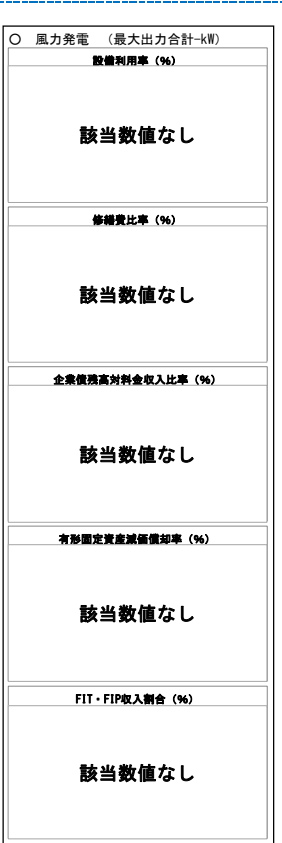 ○ 風力発電 （最大出力合計-kW）
設備利用率（%）
該当数値なし
修繕費比率（%）
該当数値なし
企業債残高対料金収入比率（%）
該当数値なし
有形固定資産減価償却率（%）
該当数値なし
FIT・FIP収入割合（%）
該当数値なし